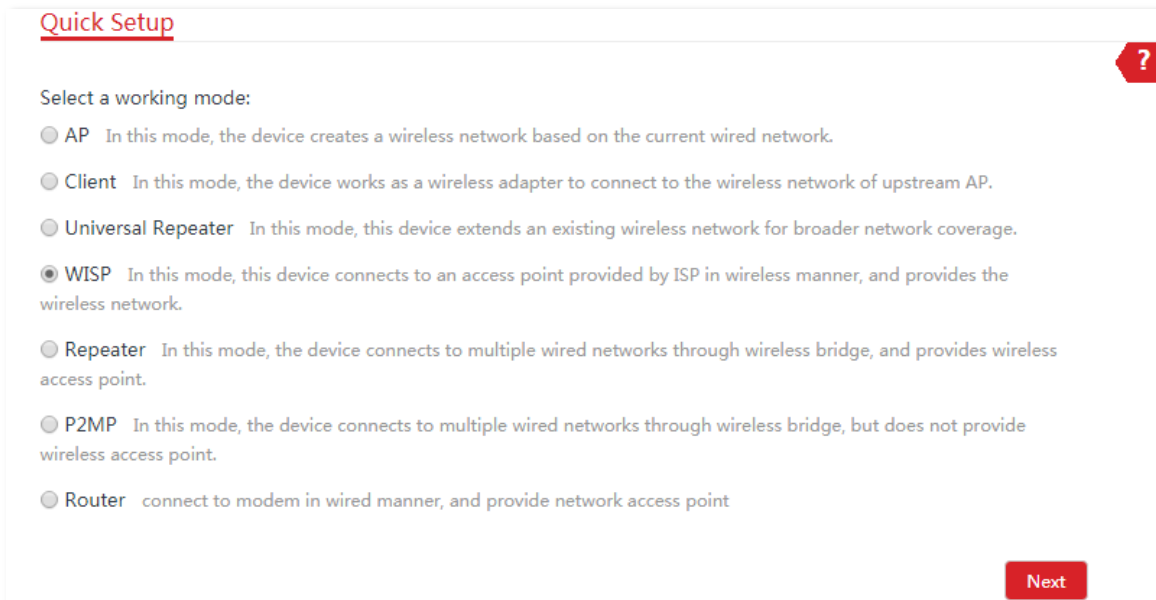 Quick Setup
?
Select a working mode:
AP In this mode, the device creates a wireless network based on the current wired network.
Client In this mode, the device works as a wireless adapter to connect to the wireless network of upstream AP.
Universal Repeater In this mode, this device extends an existing wireless network for broader network coverage.
WISP In this mode, this device connects to an access point provided by ISP in wireless manner, and provides the
wireless network.
Repeater In this mode, the device connects to multiple wired networks through wireless bridge, and provides wireless
access point.
P2MP In this mode, the device connects to multiple wired networks through wireless bridge, but does not provide
wireless access point.
Router connect to modem in wired manner, and provide network access point
Next